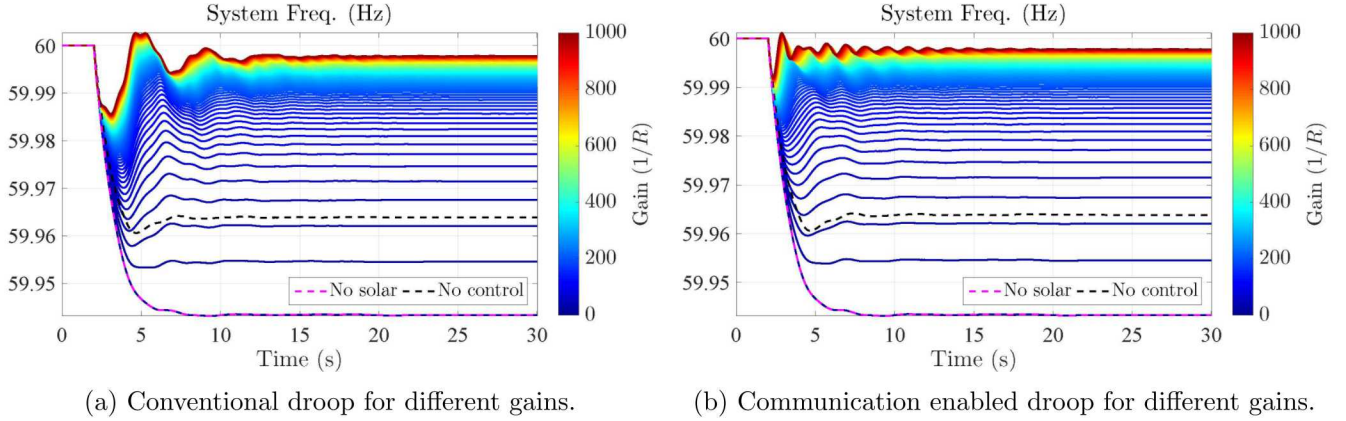 System Freq. (Hz)
60
59.99
59.98
59.97
59.96
59.95
0 5 10 15 20 25 30
Time (s)
No solar No control
1000
800
600
400
200
0
Gain (1/R)
(a) Conventional droop for different gains.
System Freq. (Hz)
60
59.99
59.98
59.97
59.96
59.95
0 5 10 15 20 25 30
Time (s)
No solar No control
1000
800
600
400
200
0
Gain (1/R)
(b) Communication enabled droop for different gains.